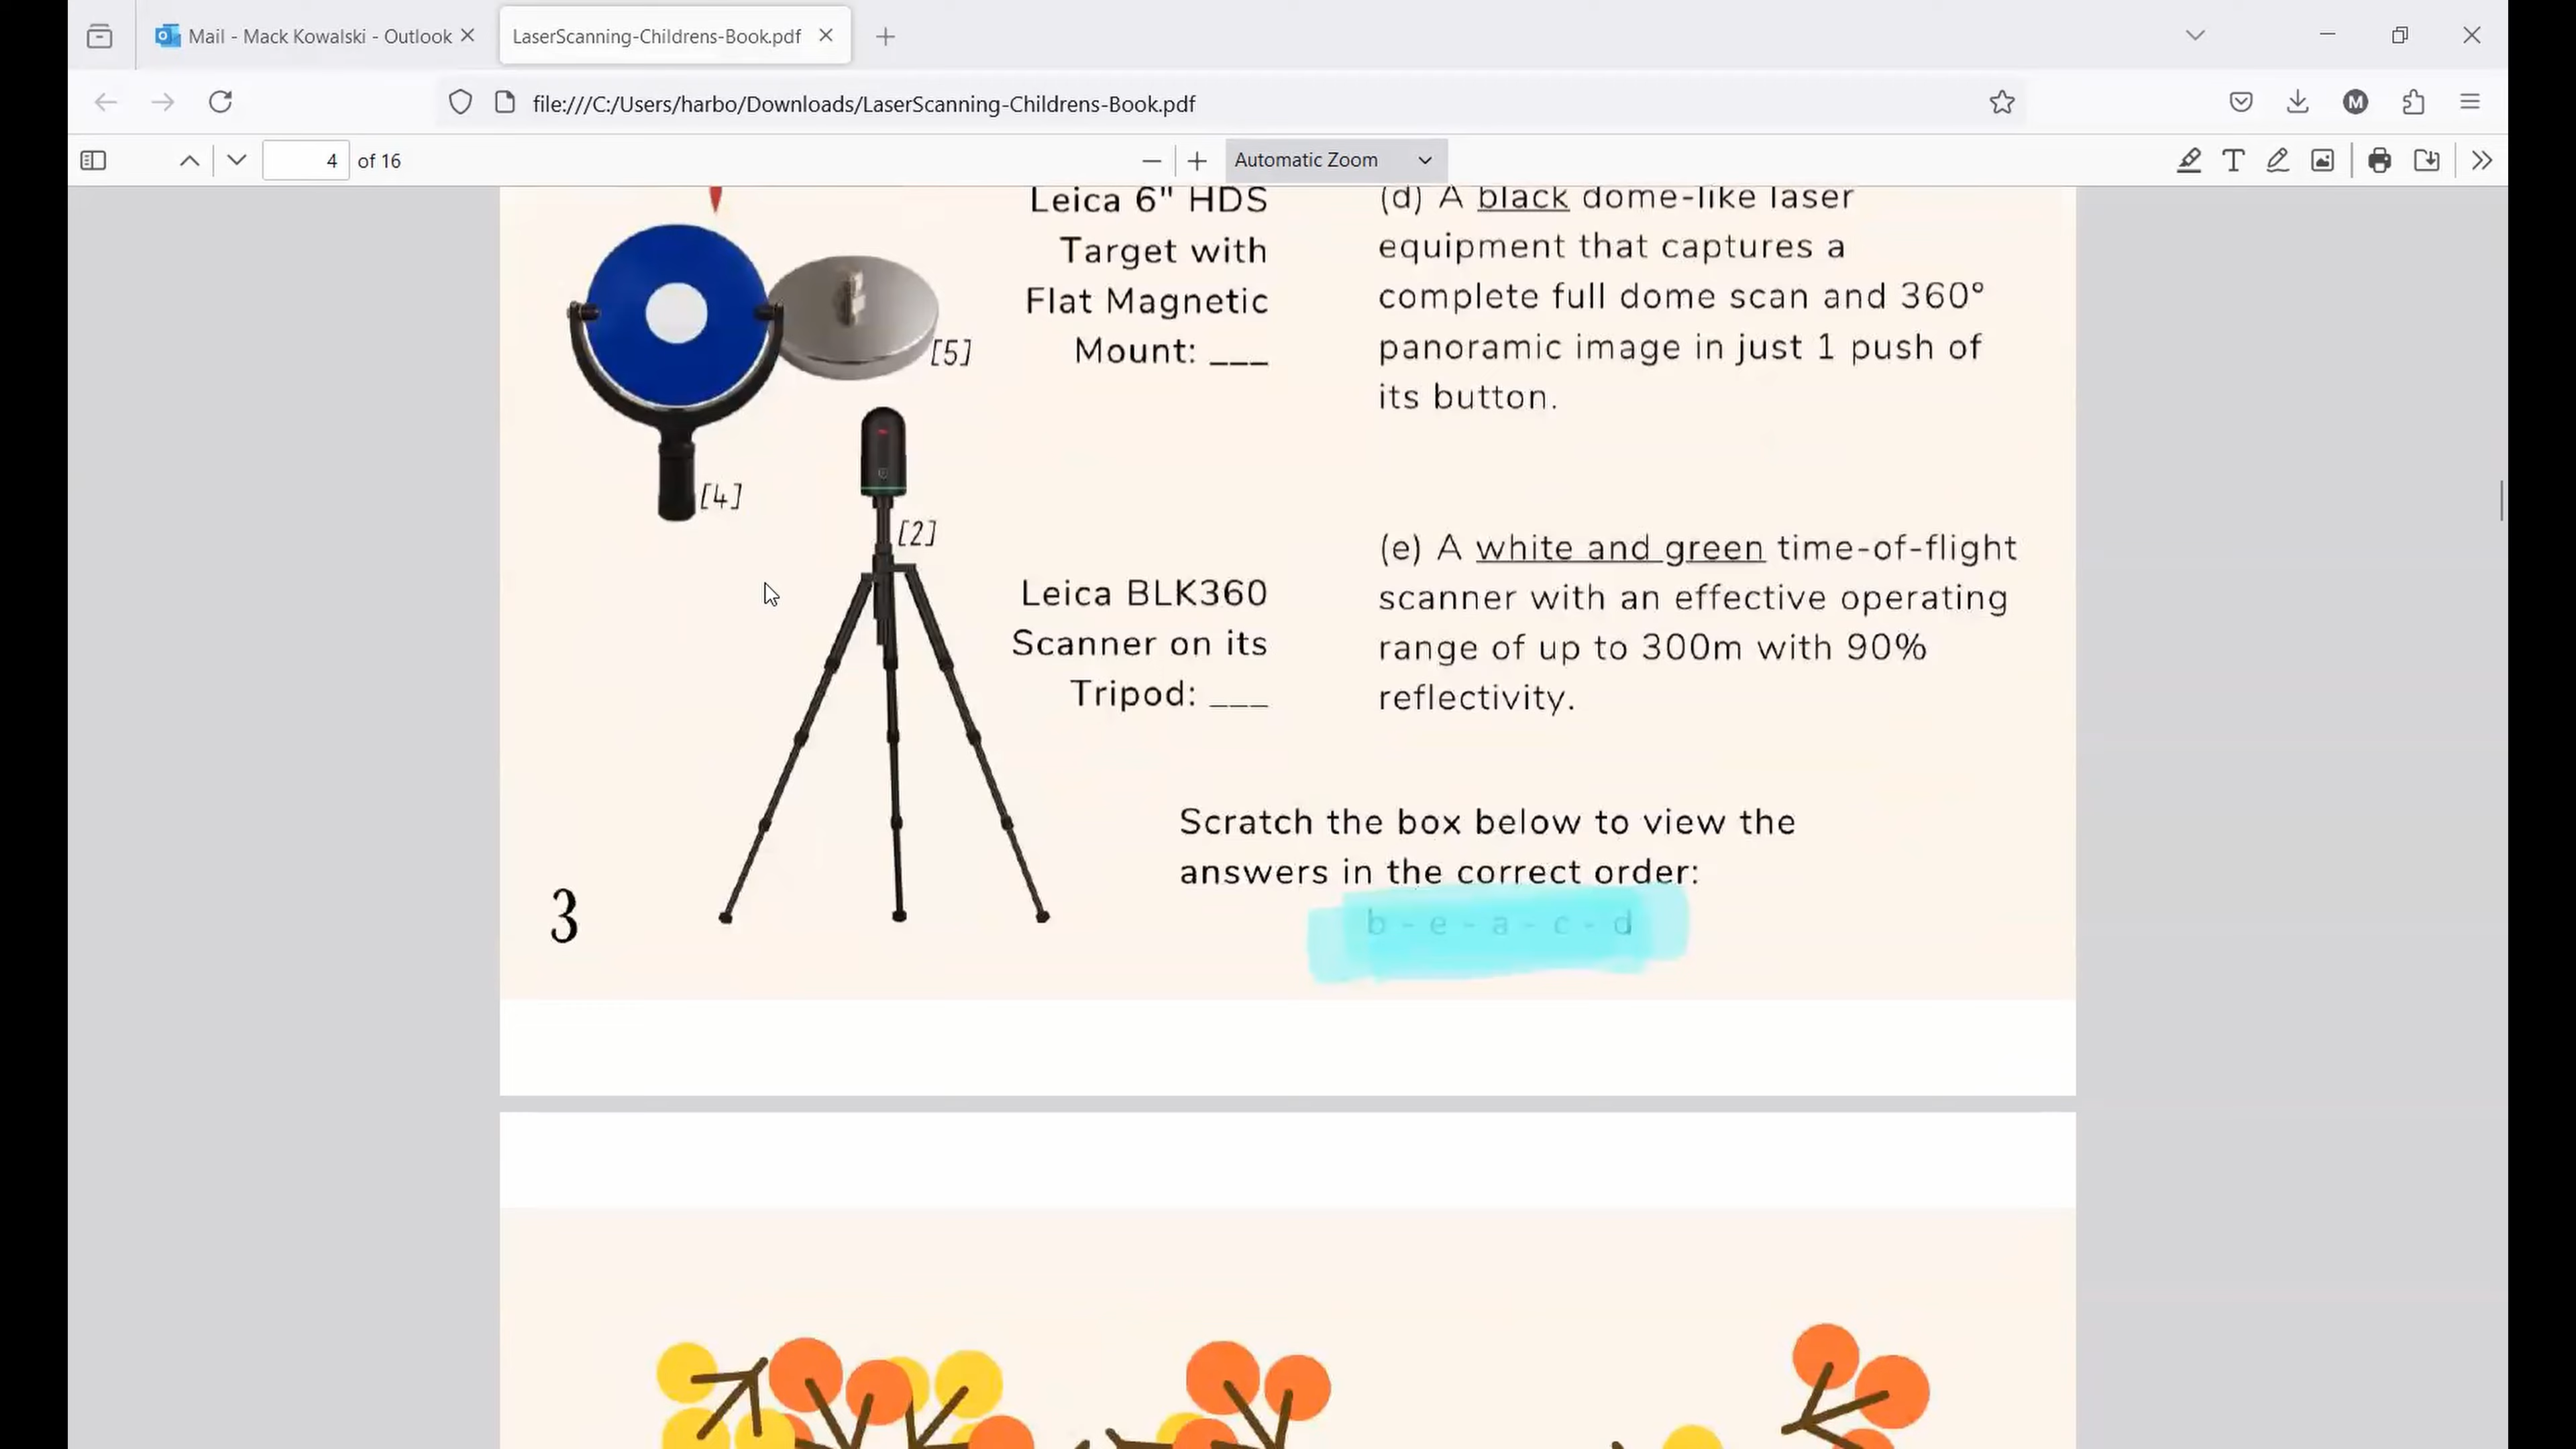 Mail - Mack Kowalski - Outlook
LaserScanning-Childrens-Book.pdf
file:///C:/Users/harbo/Downloads/LaserScanning-Childrens-Book.pdf
M
4 of 16
Automatic Zoom
Leica 6" HDS
Target with
Flat Magnetic
Mount: ___
[5]
[4]
(d) A black dome-like laser
equipment that captures a
complete full dome scan and 360°
panoramic image in just 1 push of
its button.
[2]
Leica BLK360
Scanner on its
Tripod: ___
(e) A white and green time-of-flight
scanner with an effective operating
range of up to 300m with 90%
reflectivity.
Scratch the box below to view the
answers in the correct order:
b - e - a - c - d
3